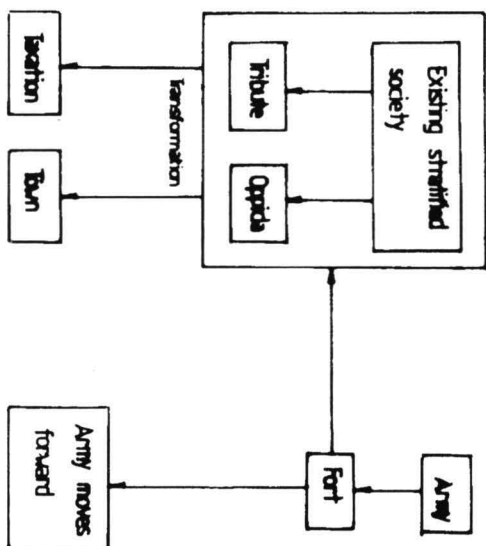 Existing stratified
society
Tribute
Oppida
Transformation
Taxation
Town
Army
Fort
Army moves
forward